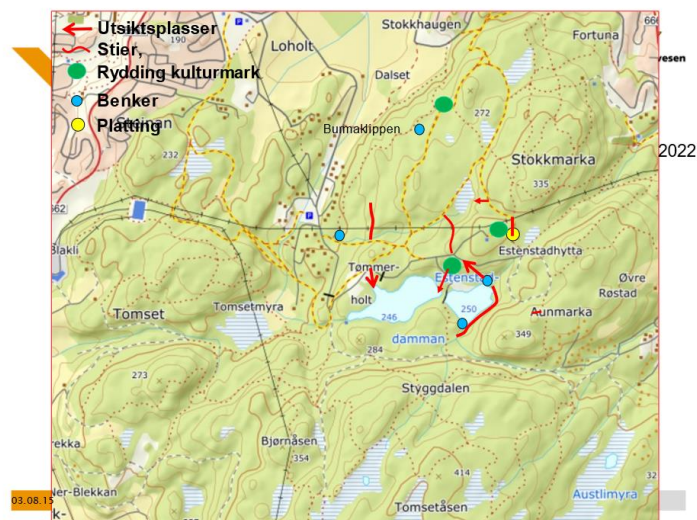 Utsiktsplasser
Stier,
Rydding kulturmark
Benker
Platting
190
Loholt
Stokkhaugen
Fortuna
vesen
Dalset
272
Burmaklippen
232
Stokkmarka
335
2022
Blakli
Estenstadhytta
Tømmer-
holt
Estenstad-
Øvre
Røstad
Tomset
Tomsetmyra
246
250
Aunmarka
damman
349
284
273
Styggdalen
Bjørnåsen
354
414
Austlimyra
Tomsetåsen
03.08.15